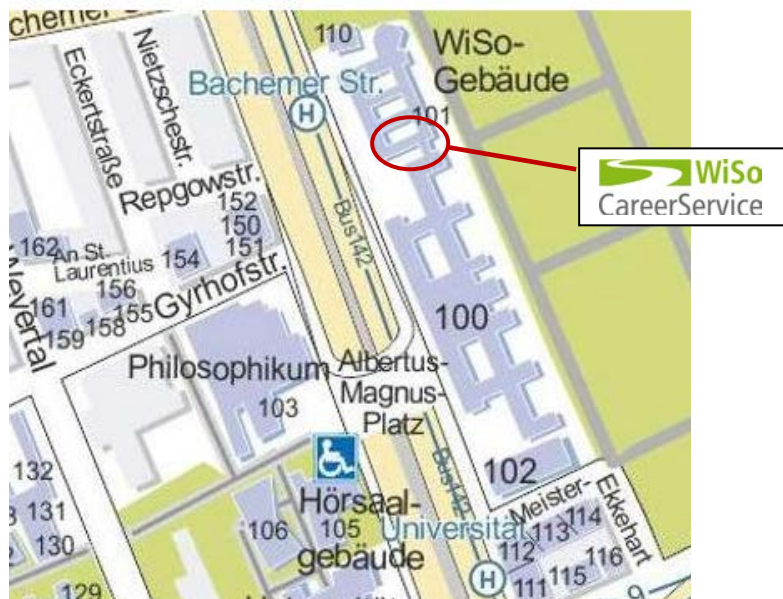 chemer
Eckertstraße
Nietzschestr.
Bachemer Str.
H
110
WiSo-
Gebäude
101
WiSo
CareerService
Repgowstr.
152
150
151
Bus142
162
An St.
Laurentius
154
Gyrhofstr.
156
155
161
158
159
Weyertal
100
Philosophikum
103
Albertus-
Magnus-
Platz
102
Meister-
Ekkehart
132
131
130
129
106
Hörsaal-
105
gebäude
Bus142
Universität
H
112
113
114
111
115
116
9